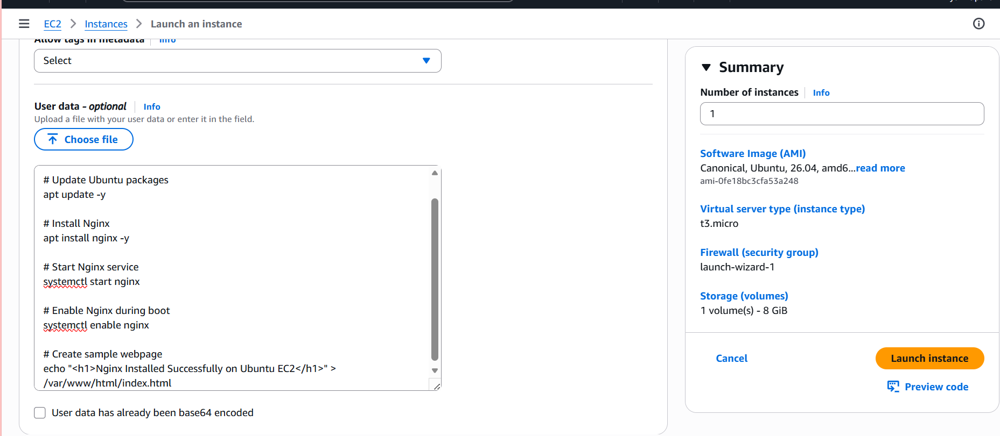 EC2 > Instances > Launch an instance
Allow tags in metadata Info
Select
User data - optional Info
Upload a file with your user data or enter it in the field.
Choose file
# Update Ubuntu packages
apt update -y
# Install Nginx
apt install nginx -y
# Start Nginx service
systemctl start nginx
# Enable Nginx during boot
systemctl enable nginx
# Create sample webpage
echo "<h1>Nginx Installed Successfully on Ubuntu EC2</h1>" >
/var/www/html/index.html
User data has already been base64 encoded
Summary
Number of instances Info
1
Software Image (AMI)
Canonical, Ubuntu, 26.04, amd6...read more
ami-0fe18bc3cfa53a248
Virtual server type (instance type)
t3.micro
Firewall (security group)
launch-wizard-1
Storage (volumes)
1 volume(s) - 8 GiB
Cancel
Launch instance
Preview code